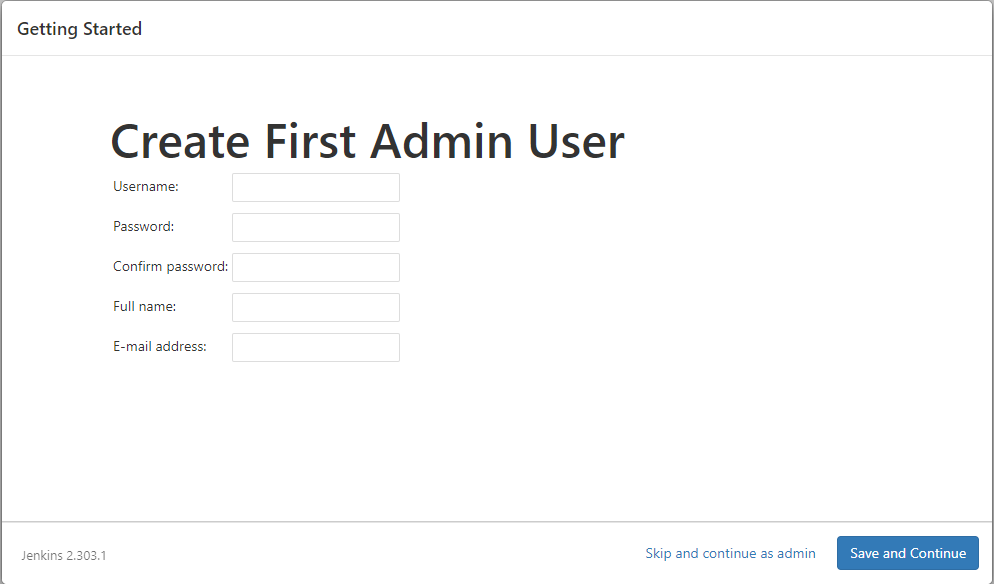 Getting Started
Create First Admin User
Username:
Password:
Confirm password:
Full name:
E-mail address:
Jenkins 2.303.1
Skip and continue as admin
Save and Continue